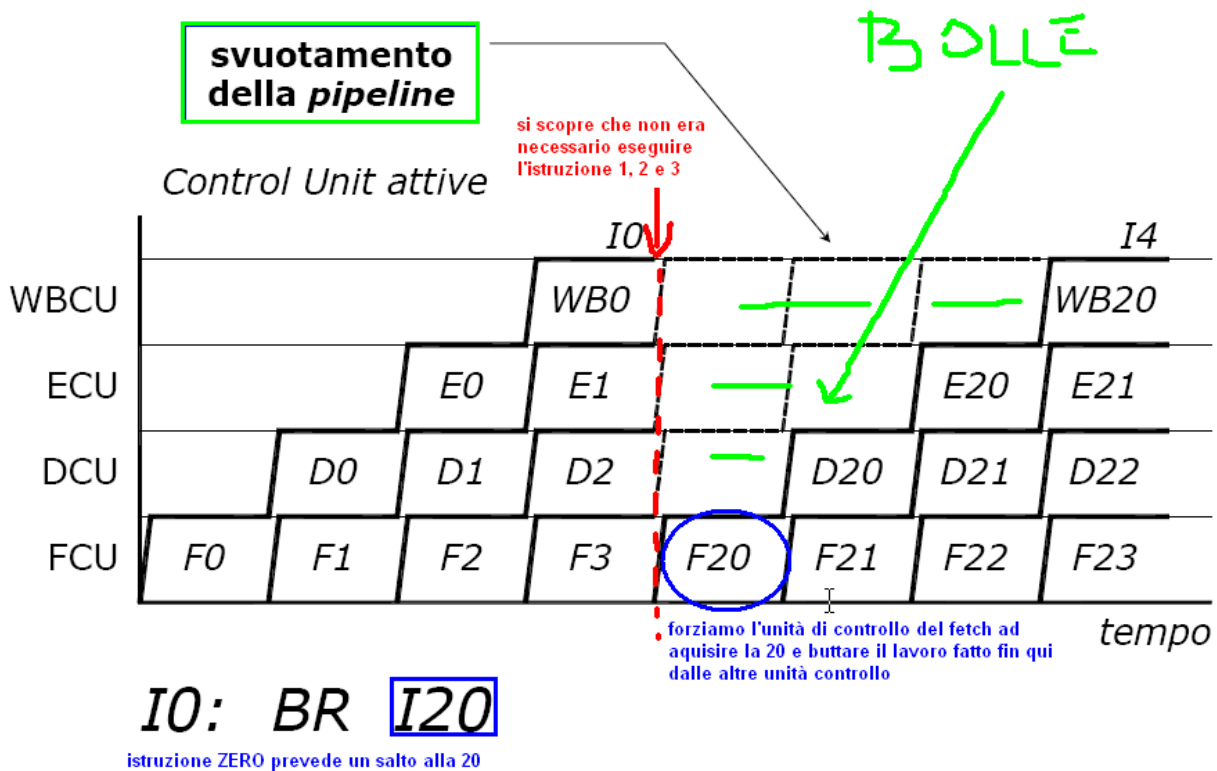 svuotamento
della pipeline
BOLLE
si scopre che non era
necessario eseguire
l'istruzione 1, 2 e 3
Control Unit attive
I0
I4
WBCU
WB0
WB20
ECU
E0
E1
E20
E21
DCU
D0
D1
D2
D20
D21
D22
FCU
F0
F1
F2
F3
F20
F21
F22
F23
tempo
forziamo l'unità di controllo del fetch ad
aquisire la 20 e buttare il lavoro fatto fin qui
dalle altre unità controllo
I0: BR I20
istruzione ZERO prevede un salto alla 20